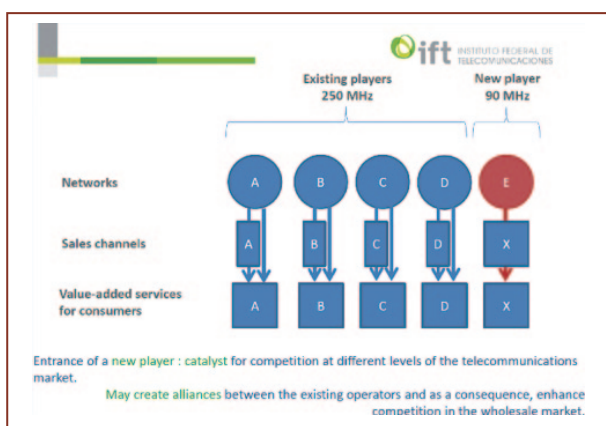 ift INSTITUTO FEDERAL DE
TELECOMUNICACIONES
Existing players
250 MHz
New player
90 MHz
Networks
A B C D E
Sales channels
A B C D X
Value-added services
for consumers
A B C D X
Entrance of a new player : catalyst for competition at different levels of the telecommunications
market.
May create alliances between the existing operators and as a consequence, enhance
competition in the wholesale market.